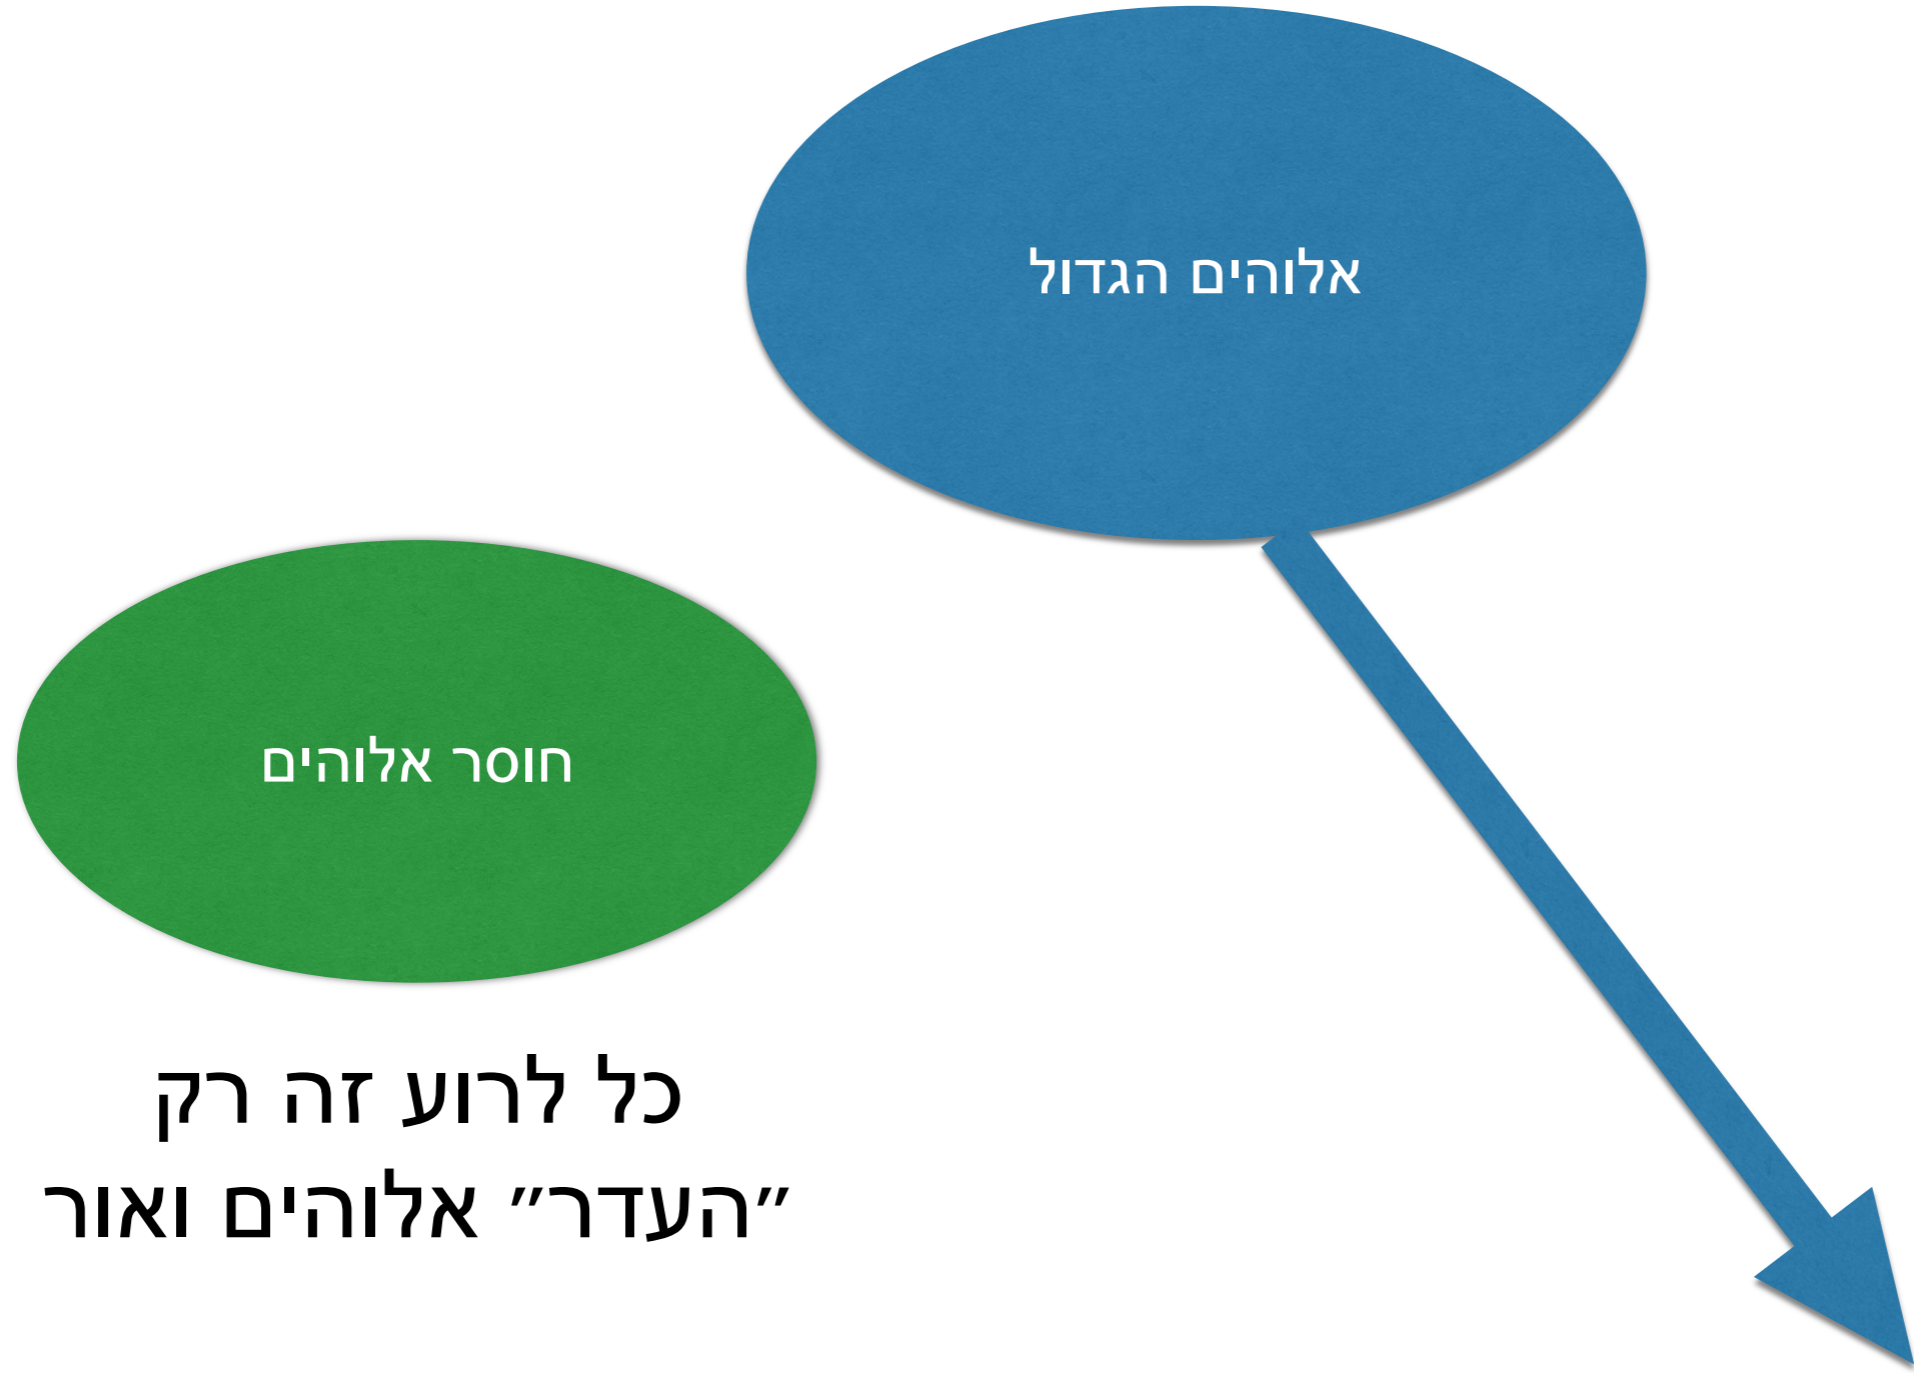 אלוהים הגדול
חוסר אלוהים
כל לרוע זה רק
״העדר״ אלוהים ואור